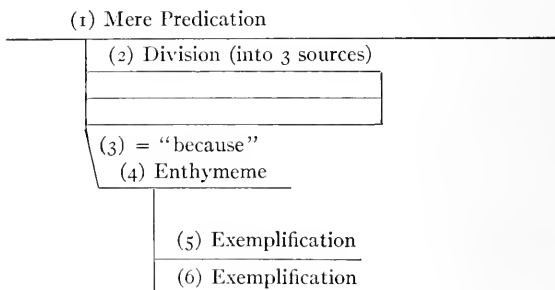 (1) Mere Predication
(2) Division (into 3 sources)
(3) = "because"
(4) Enthymeme
(5) Exemplification
(6) Exemplification